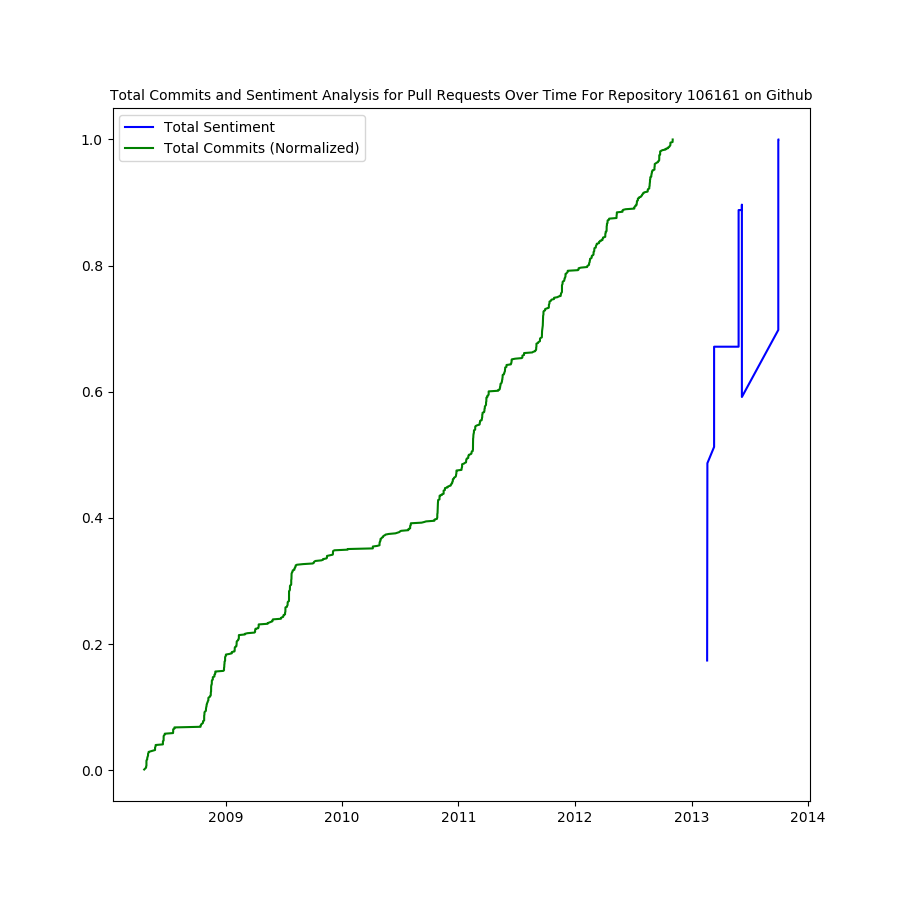 Total Commits and Sentiment Analysis for Pull Requests Over Time For Repository 106161 on Github
Total Sentiment
Total Commits (Normalized)
1.0
0.8
0.6
0.4
0.2
0.0
2009 2010 2011 2012 2013 2014